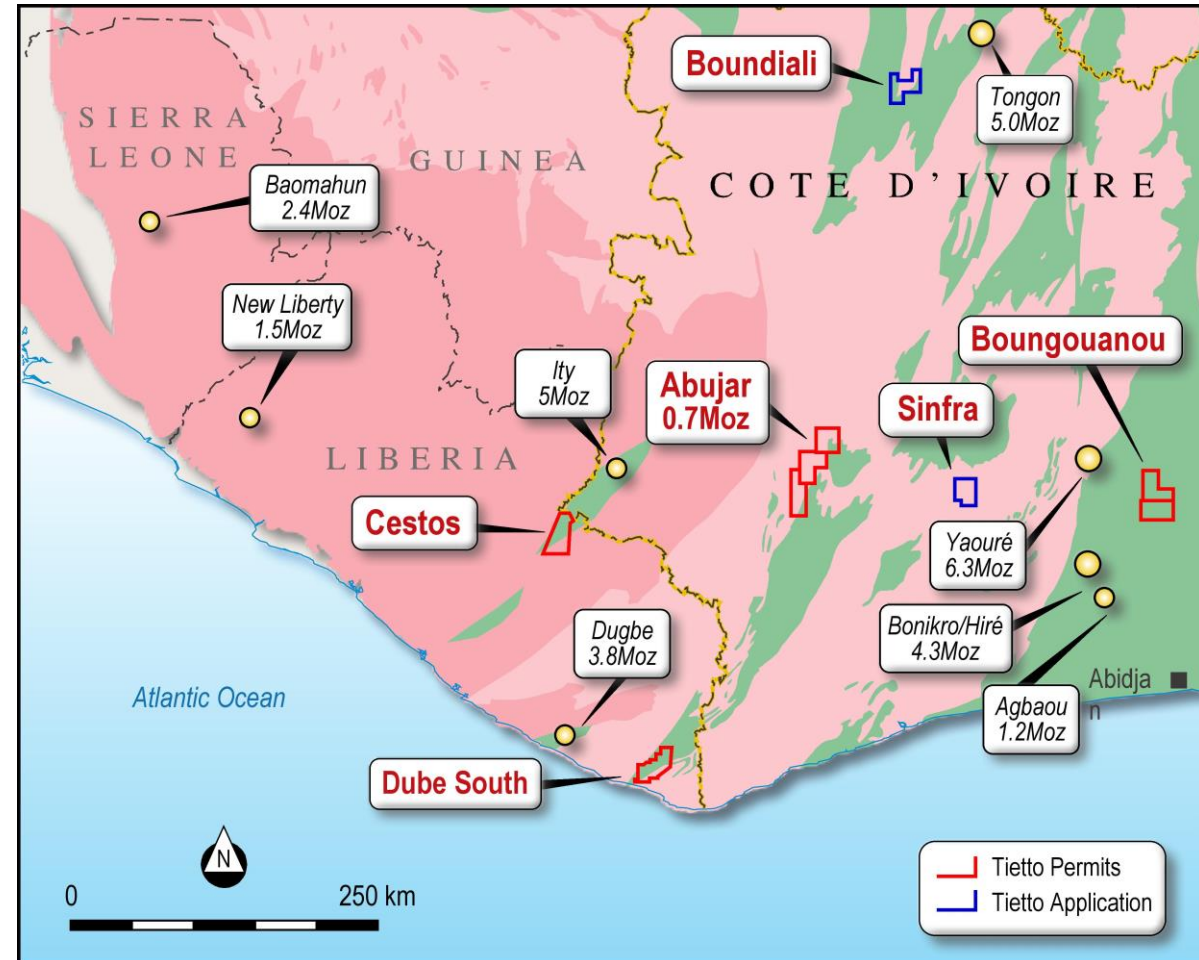 Boundiali
Tongon
5.0Moz
SIERRA
LEONE
GUINEA
COTE D'IVOIRE
Baomahun
2.4Moz
New Liberty
1.5Moz
Ity
5Moz
Abujar
0.7Moz
Sinfra
Boungouanou
LIBERIA
Cestos
Yaouré
6.3Moz
Dugbe
3.8Moz
Bonikro/Hiré
4.3Moz
Abidja
n
Agbaou
1.2Moz
Atlantic Ocean
Dube South
N
0 250 km
Tietto Permits
Tietto Application